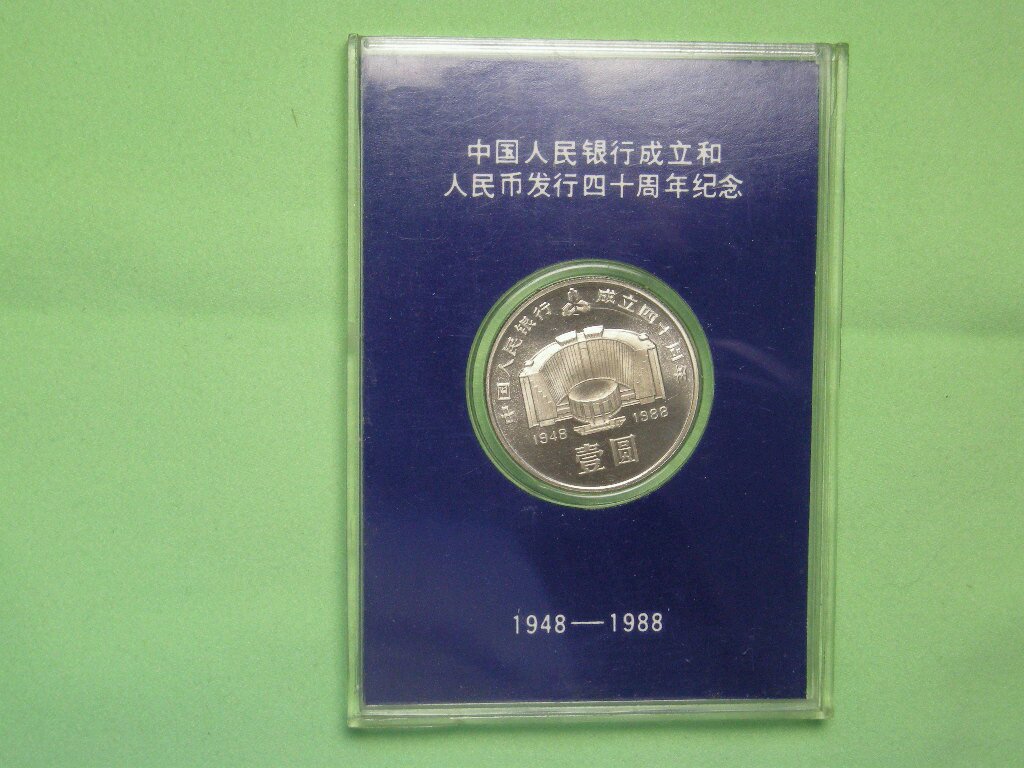 中国人民银行成立和
人民币发行四十周年纪念
中国人民银行 成立四十周年
1948 1988
壹圆
1948—1988